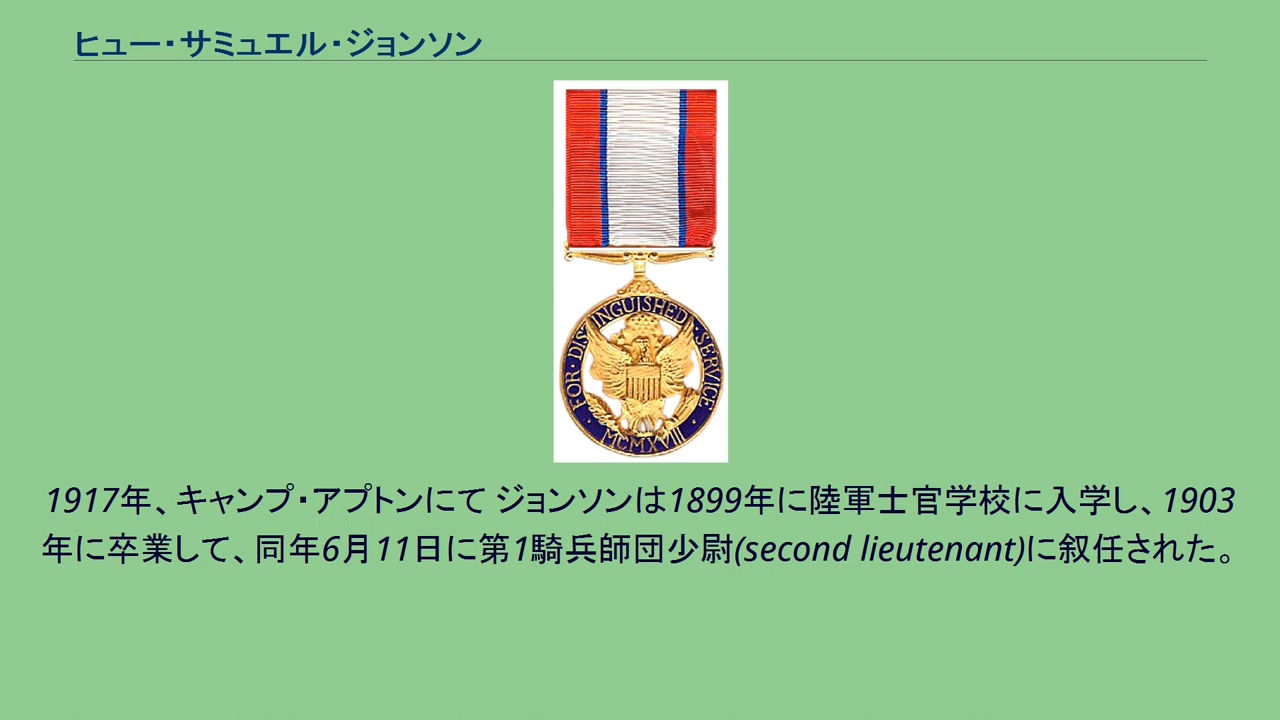 ヒュー・サミュエル・ジョンソン
FOR · DISTINGUISHED · SERVICE
· MCMXVIII ·
1917年、キャンプ・アプトンにて ジョンソンは1899年に陸軍士官学校に入学し、1903
年に卒業して、同年6月11日に第1騎兵師団少尉(second lieutenant)に叙任された。